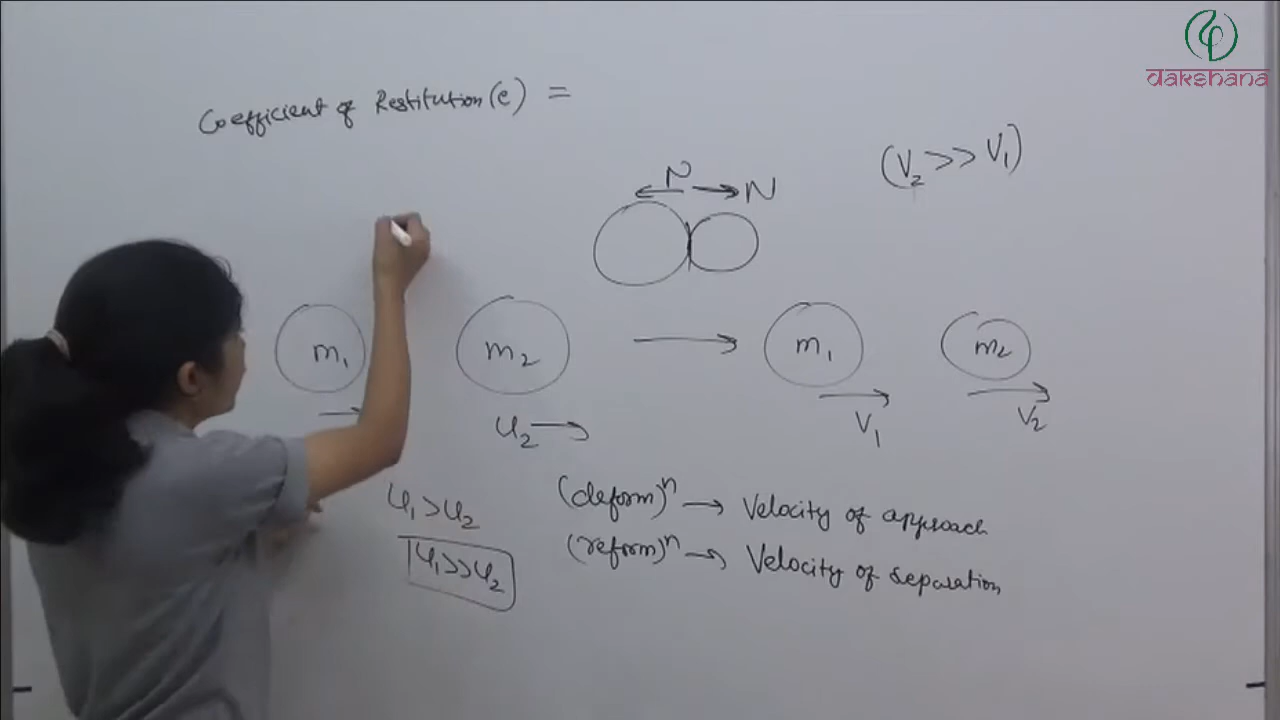 dakshana
Coefficient of Restitution (e) =
(V₂ >> V₁)
N N
m₁ m₂ m₁ m₂
u₂ V₁ V₂
u₁ > u₂
u₁ >> u₂
(deform)ⁿ → Velocity of approach
(reform)ⁿ → Velocity of separation